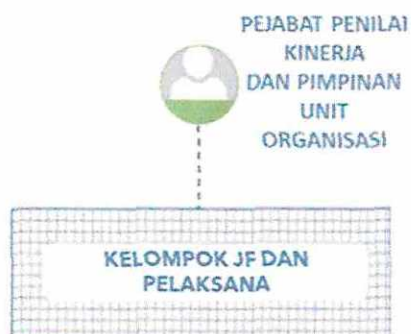 PEJABAT PENILAI
KINERJA
DAN PIMPINAN
UNIT
ORGANISASI
KELOMPOK JF DAN
PELAKSANA